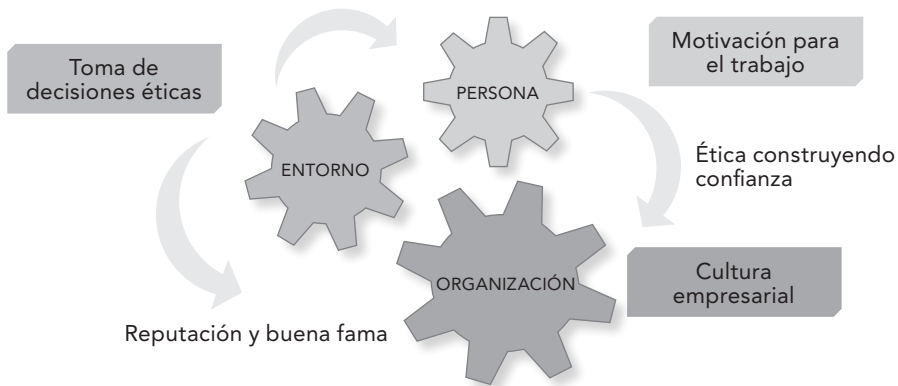 Toma de
decisiones éticas
PERSONA
Motivación para
el trabajo
ENTORNO
Ética construyendo
confianza
ORGANIZACIÓN
Cultura
empresarial
Reputación y buena fama